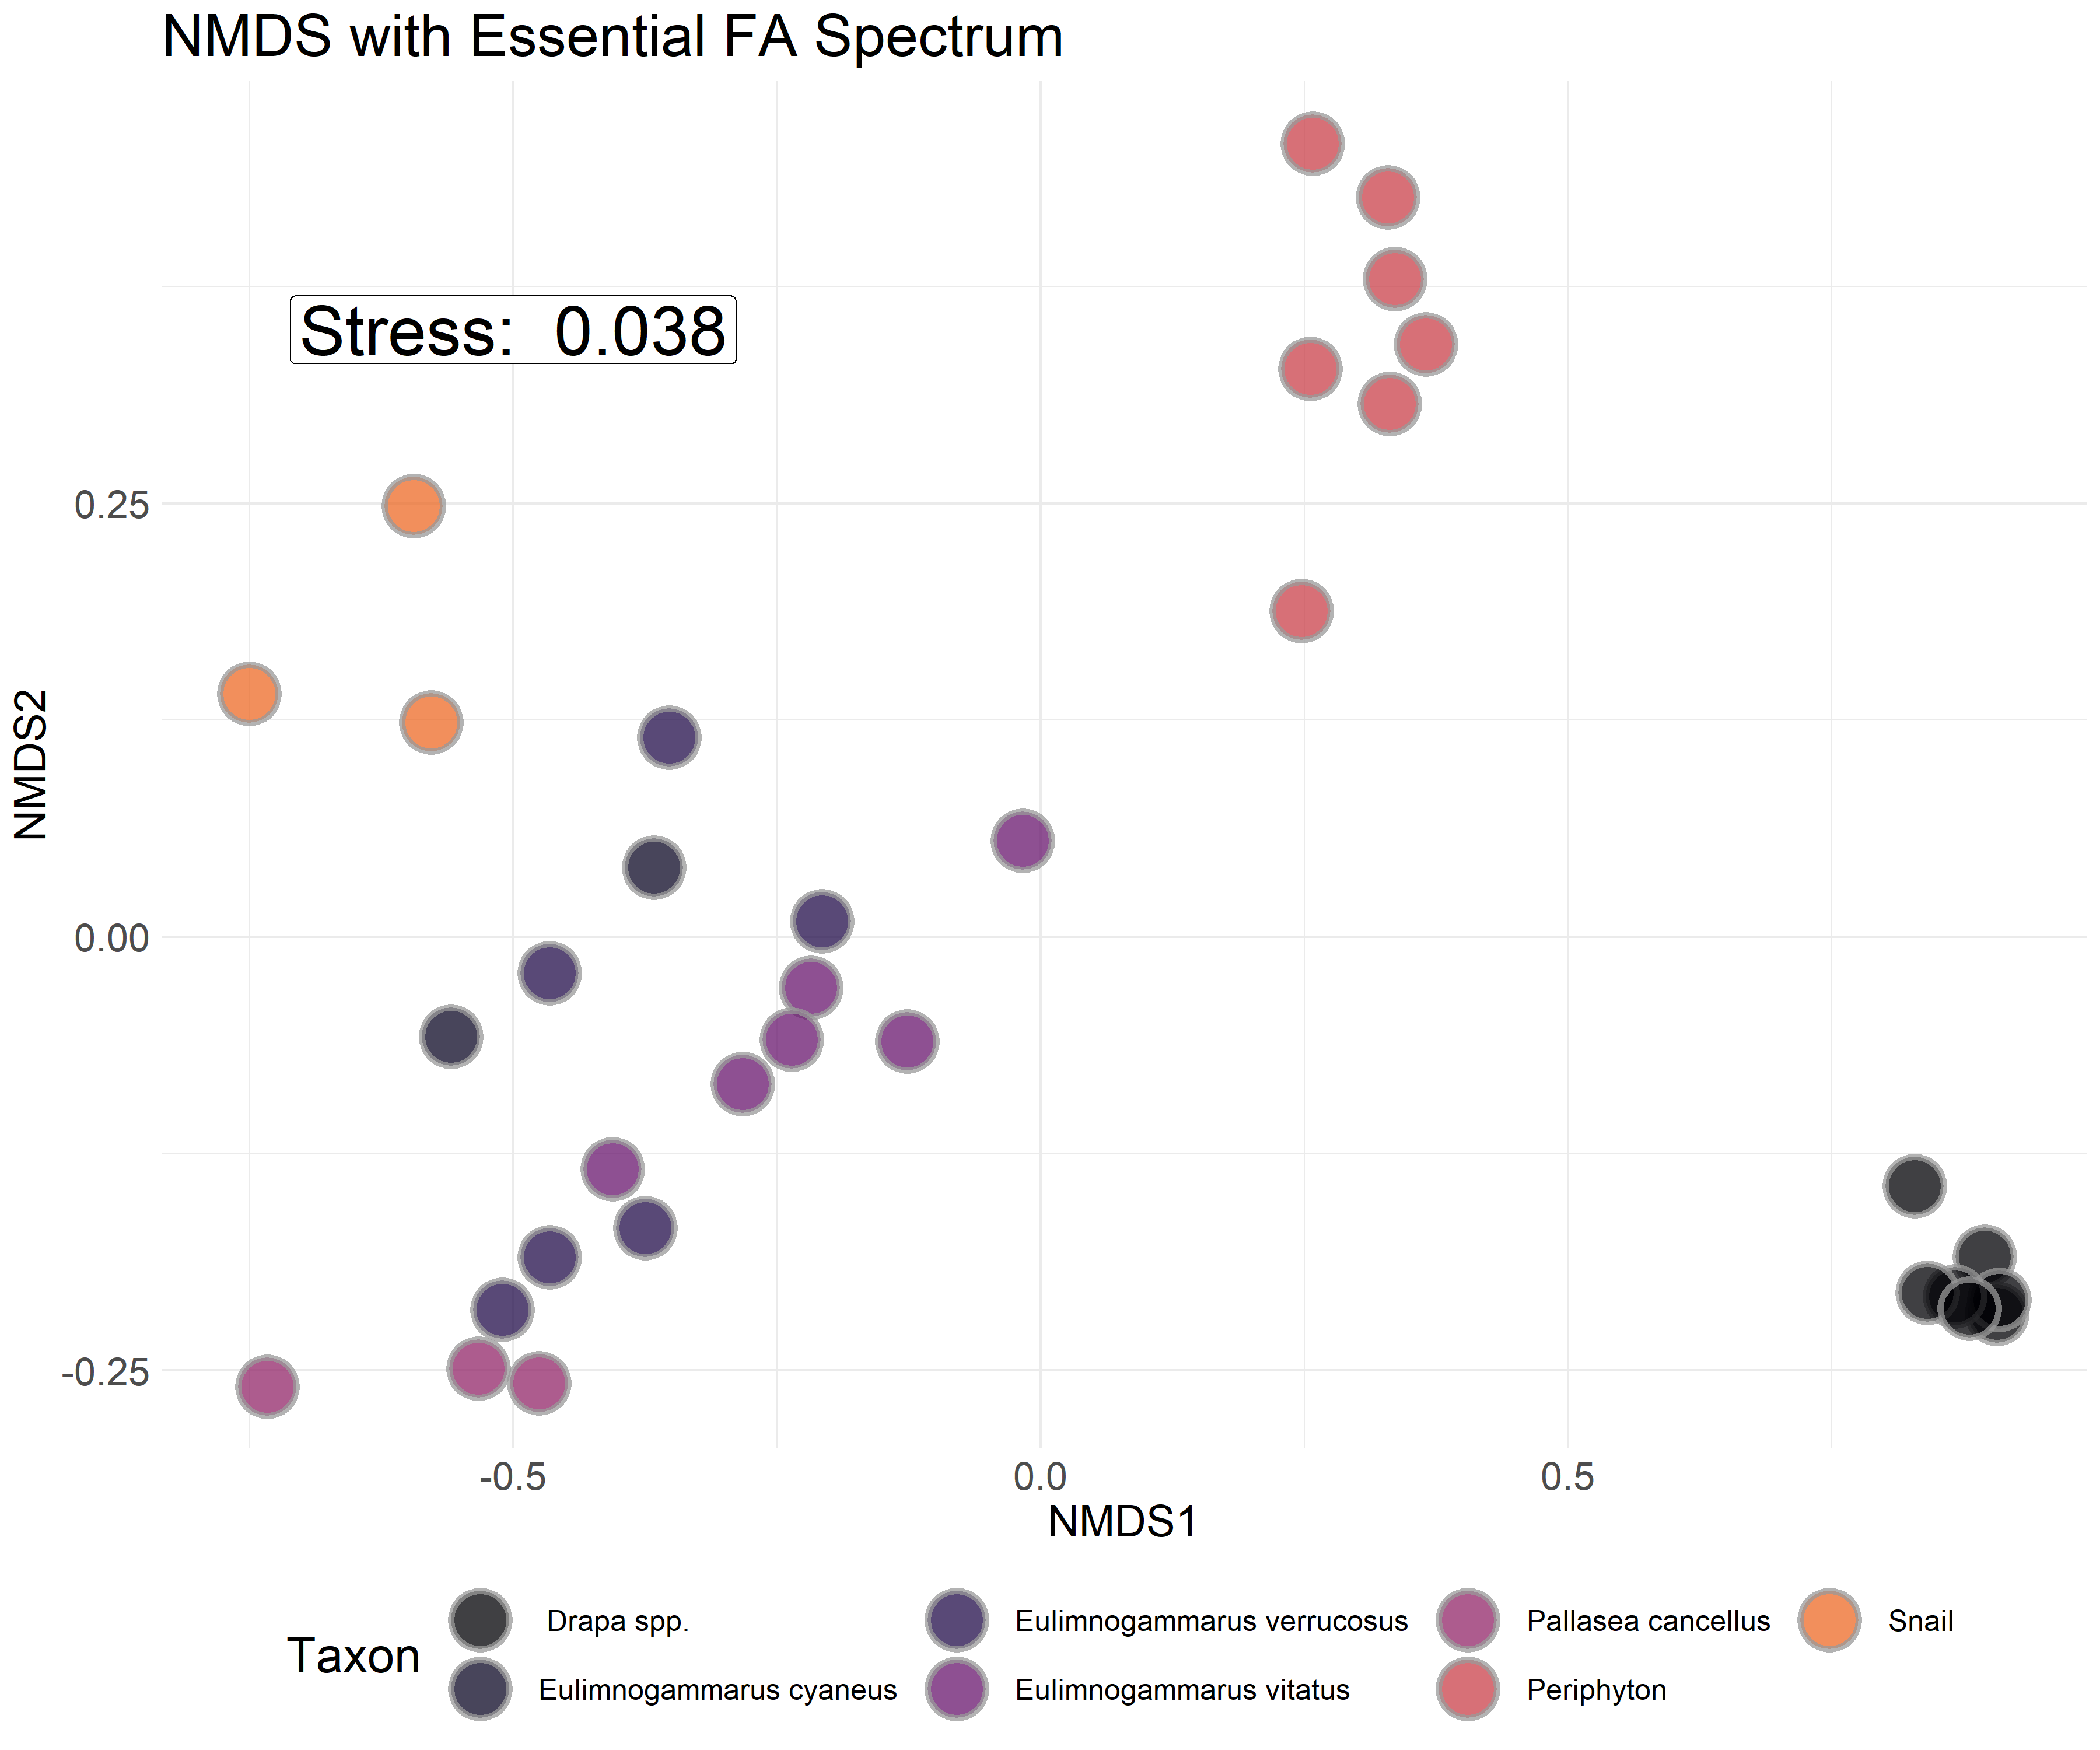 NMDS with Essential FA Spectrum
Stress: 0.038
0.25
0.00
-0.25
NMDS2
-0.5 0.0 0.5
NMDS1
Taxon
Drapa spp. Eulimnogammarus verrucosus Pallasea cancellus Snail
Eulimnogammarus cyaneus Eulimnogammarus vitatus Periphyton